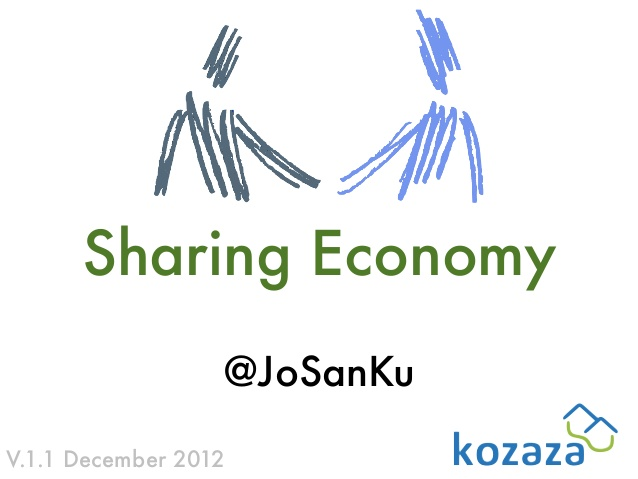 Sharing Economy
@JoSanKu
V.1.1 December 2012
kozaza